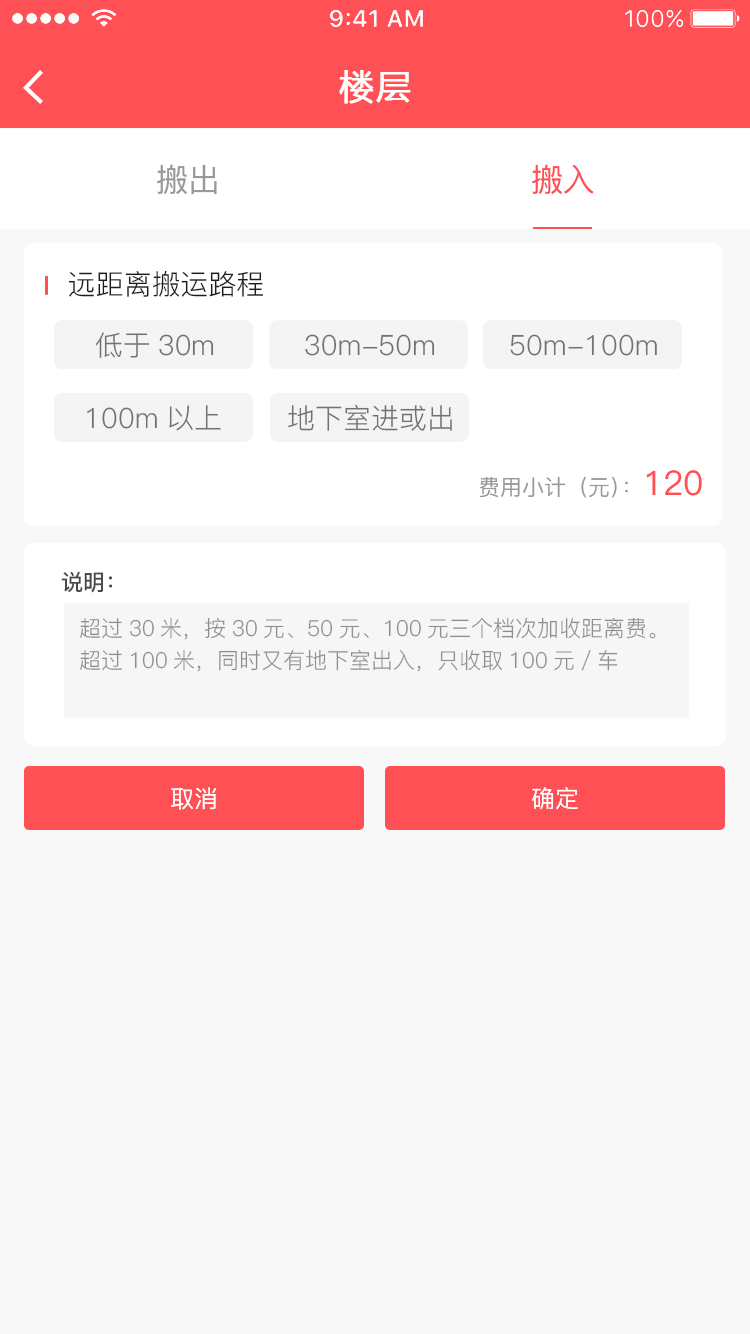 9:41 AM
100%
楼层
搬出
搬入
远距离搬运路程
低于 30m
30m–50m
50m–100m
100m 以上
地下室进或出
费用小计（元）: 120
说明：
超过 30 米，按 30 元、50 元、100 元三个档次加收距离费。
超过 100 米，同时又有地下室出入，只收取 100 元 / 车
取消
确定